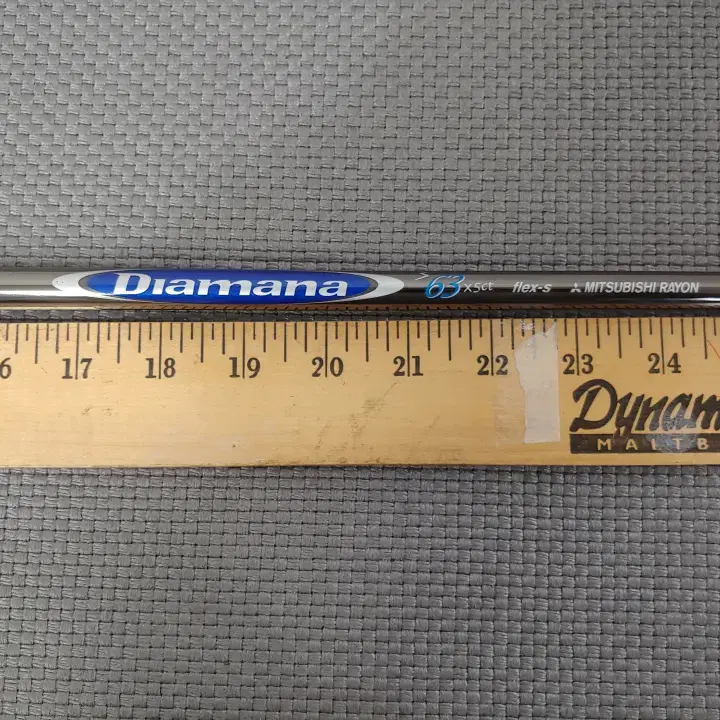 Diamana 63 x5ct flex-s MITSUBISHI RAYON
6 17 18 19 20 21 22 23 24
Dynam
MALTB